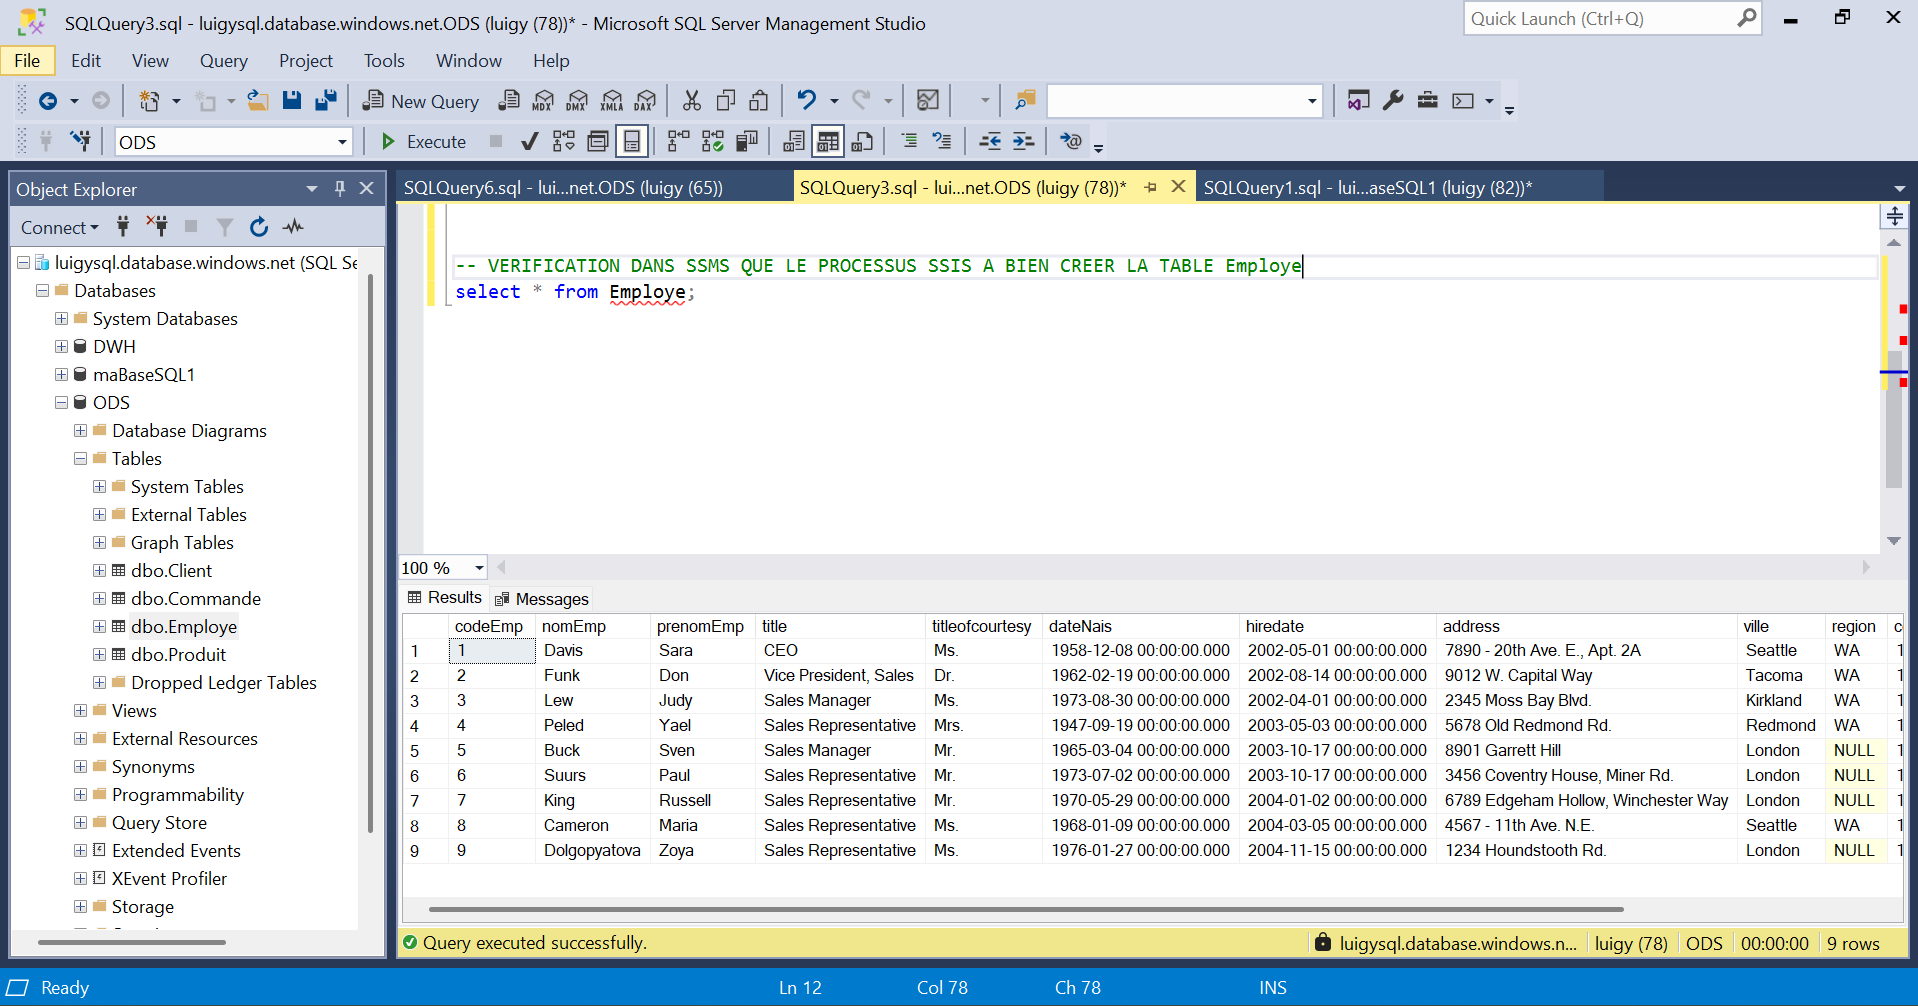 SQLQuery3.sql - luigysql.database.windows.net.ODS (luigy (78))* - Microsoft SQL Server Management Studio
Quick Launch (Ctrl+Q)
File Edit View Query Project Tools Window Help
New Query MDX DMX XMLA DAX
ODS Execute
Object Explorer
SQLQuery6.sql - lui...net.ODS (luigy (65)) SQLQuery3.sql - lui...net.ODS (luigy (78))* SQLQuery1.sql - lui...aseSQL1 (luigy (82))*
Connect
luigysql.database.windows.net (SQL Se
Databases
System Databases
DWH
maBaseSQL1
ODS
Database Diagrams
Tables
System Tables
External Tables
Graph Tables
dbo.Client
dbo.Commande
dbo.Employe
dbo.Produit
Dropped Ledger Tables
Views
External Resources
Synonyms
Programmability
Query Store
Extended Events
XEvent Profiler
Storage
-- VERIFICATION DANS SSMS QUE LE PROCESSUS SSIS A BIEN CREER LA TABLE Employe
select * from Employe;
100 %
Results Messages
codeEmp nomEmp prenomEmp title titleofcourtesy dateNais hiredate address ville region c
1 1 Davis Sara CEO Ms. 1958-12-08 00:00:00.000 2002-05-01 00:00:00.000 7890 - 20th Ave. E., Apt. 2A Seattle WA 1
2 2 Funk Don Vice President, Sales Dr. 1962-02-19 00:00:00.000 2002-08-14 00:00:00.000 9012 W. Capital Way Tacoma WA 1
3 3 Lew Judy Sales Manager Ms. 1973-08-30 00:00:00.000 2002-04-01 00:00:00.000 2345 Moss Bay Blvd. Kirkland WA 1
4 4 Peled Yael Sales Representative Mrs. 1947-09-19 00:00:00.000 2003-05-03 00:00:00.000 5678 Old Redmond Rd. Redmond WA 1
5 5 Buck Sven Sales Manager Mr. 1965-03-04 00:00:00.000 2003-10-17 00:00:00.000 8901 Garrett Hill London NULL 1
6 6 Suurs Paul Sales Representative Mr. 1973-07-02 00:00:00.000 2003-10-17 00:00:00.000 3456 Coventry House, Miner Rd. London NULL 1
7 7 King Russell Sales Representative Mr. 1970-05-29 00:00:00.000 2004-01-02 00:00:00.000 6789 Edgeham Hollow, Winchester Way London NULL 1
8 8 Cameron Maria Sales Representative Ms. 1968-01-09 00:00:00.000 2004-03-05 00:00:00.000 4567 - 11th Ave. N.E. Seattle WA 1
9 9 Dolgopyatova Zoya Sales Representative Ms. 1976-01-27 00:00:00.000 2004-11-15 00:00:00.000 1234 Houndstooth Rd. London NULL 1
Query executed successfully. luigysql.database.windows.n... luigy (78) ODS 00:00:00 9 rows
Ready Ln 12 Col 78 Ch 78 INS